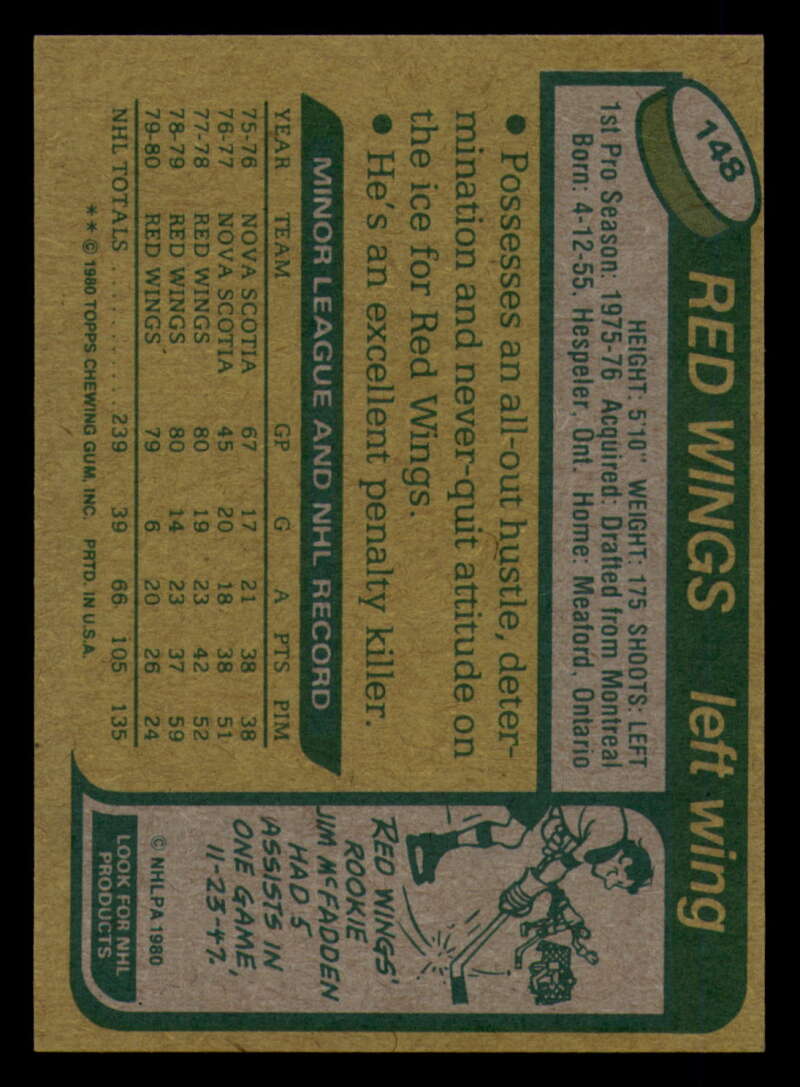 148
RED WINGS left wing
HEIGHT: 5'10" WEIGHT: 175 SHOOTS: LEFT
1st Pro Season: 1975-76 Acquired: Drafted from Montreal
Born: 4-12-55. Hespeler, Ont. Home: Meaford, Ontario
● Possesses an all-out hustle, deter-
mination and never-quit attitude on
the ice for Red Wings.
● He's an excellent penalty killer.
MINOR LEAGUE AND NHL RECORD
YEAR TEAM GP G A PTS PIM
75-76 NOVA SCOTIA 67 17 21 38 38
76-77 NOVA SCOTIA 45 20 18 38 51
77-78 RED WINGS 80 19 23 42 52
78-79 RED WINGS 80 14 23 37 59
79-80 RED WINGS 79 6 20 26 24
NHL TOTALS .......... 239 39 66 105 135
** © 1980 TOPPS CHEWING GUM, INC. PRTD. IN U.S.A.
RED WINGS'
ROOKIE
JIM McFADDEN
HAD 5
ASSISTS IN
ONE GAME,
11-23-47.
© NHLPA 1980
LOOK FOR NHL
PRODUCTS